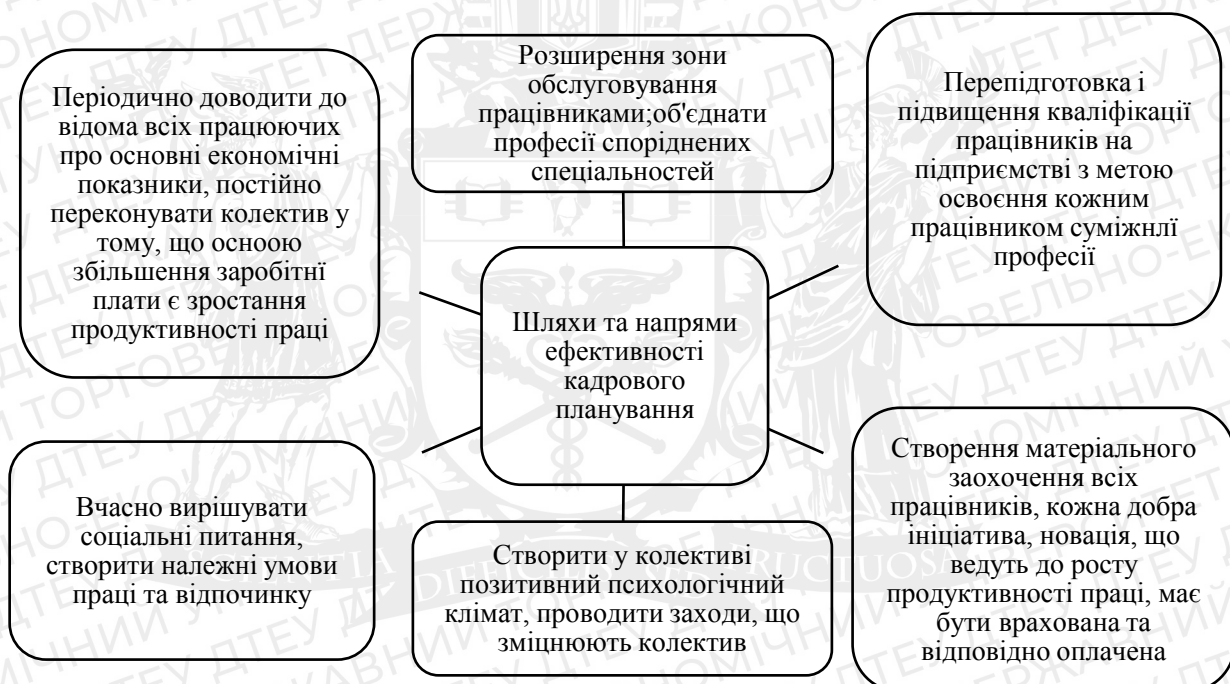 Періодично доводити до
відома всіх працюючих
про основні економічні
показники, постійно
переконувати колектив у
тому, що осноою
збільшення заробітнї
плати є зростання
продуктивності праці
Розширення зони
обслуговування
працівниками;об'єднати
професії споріднених
спеціальностей
Перепідготовка і
підвищення кваліфікації
працівників на
підприємстві з метою
освоєння кожним
працівником суміжнлї
професії
Шляхи та напрями
ефективності
кадрового
планування
Вчасно вирішувати
соціальні питання,
створити належні умови
праці та відпочинку
Створити у колективі
позитивний психологічний
клімат, проводити заходи, що
зміцнюють колектив
Створення матеріального
заохочення всіх
працівників, кожна добра
ініціатива, новація, що
ведуть до росту
продуктивності праці, має
бути врахована та
відповідно оплачена